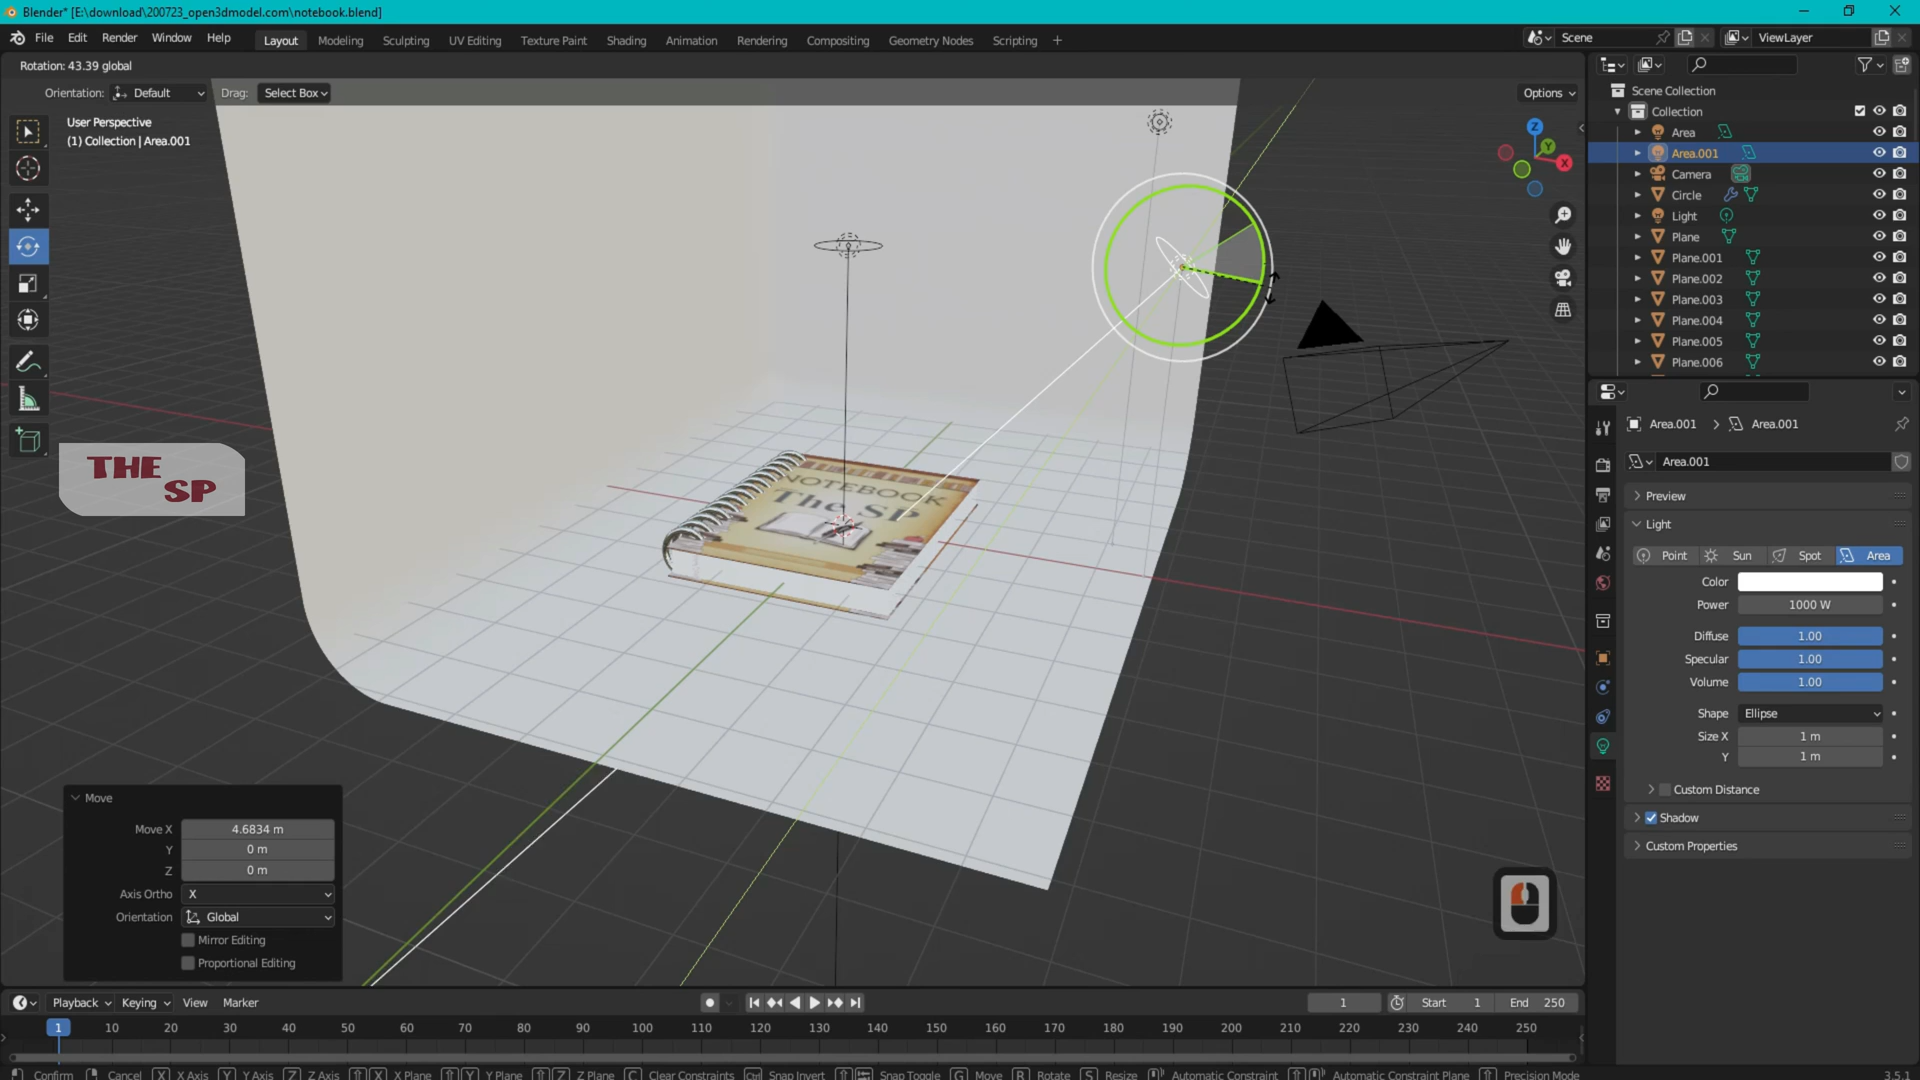 Blender* [E:\download\200723_open3dmodel.com\notebook.blend]
File Edit Render Window Help Layout Modeling Sculpting UV Editing Texture Paint Shading Animation Rendering Compositing Geometry Nodes Scripting + Scene ViewLayer
Rotation: 43.39 global
Orientation: Default Drag: Select Box Options
User Perspective
(1) Collection | Area.001
Z
Y
X
Scene Collection
Collection
Area
Area.001
Camera
Circle
Light
Plane
Plane.001
Plane.002
Plane.003
Plane.004
Plane.005
Plane.006
THE
SP
NOTEBOOK
The SP
Area.001 > Area.001
Area.001
Preview
Light
Point Sun Spot Area
Color
Power 1000 W
Diffuse 1.00
Specular 1.00
Volume 1.00
Shape Ellipse
Size X 1 m
Y 1 m
Custom Distance
Shadow
Custom Properties
Move
Move X 4.6834 m
Y 0 m
Z 0 m
Axis Ortho X
Orientation Global
Mirror Editing
Proportional Editing
Playback Keying View Marker 1 Start 1 End 250
1 10 20 30 40 50 60 70 80 90 100 110 120 130 140 150 160 170 180 190 200 210 220 230 240 250
Confirm Cancel X X Axis Y Y Axis Z Z Axis X X Plane Y Y Plane Z Z Plane C Clear Constraints Ctrl Snap Invert Snap Toggle G Move R Rotate S Resize Automatic Constraint Automatic Constraint Plane Precision Mode 3.5.1